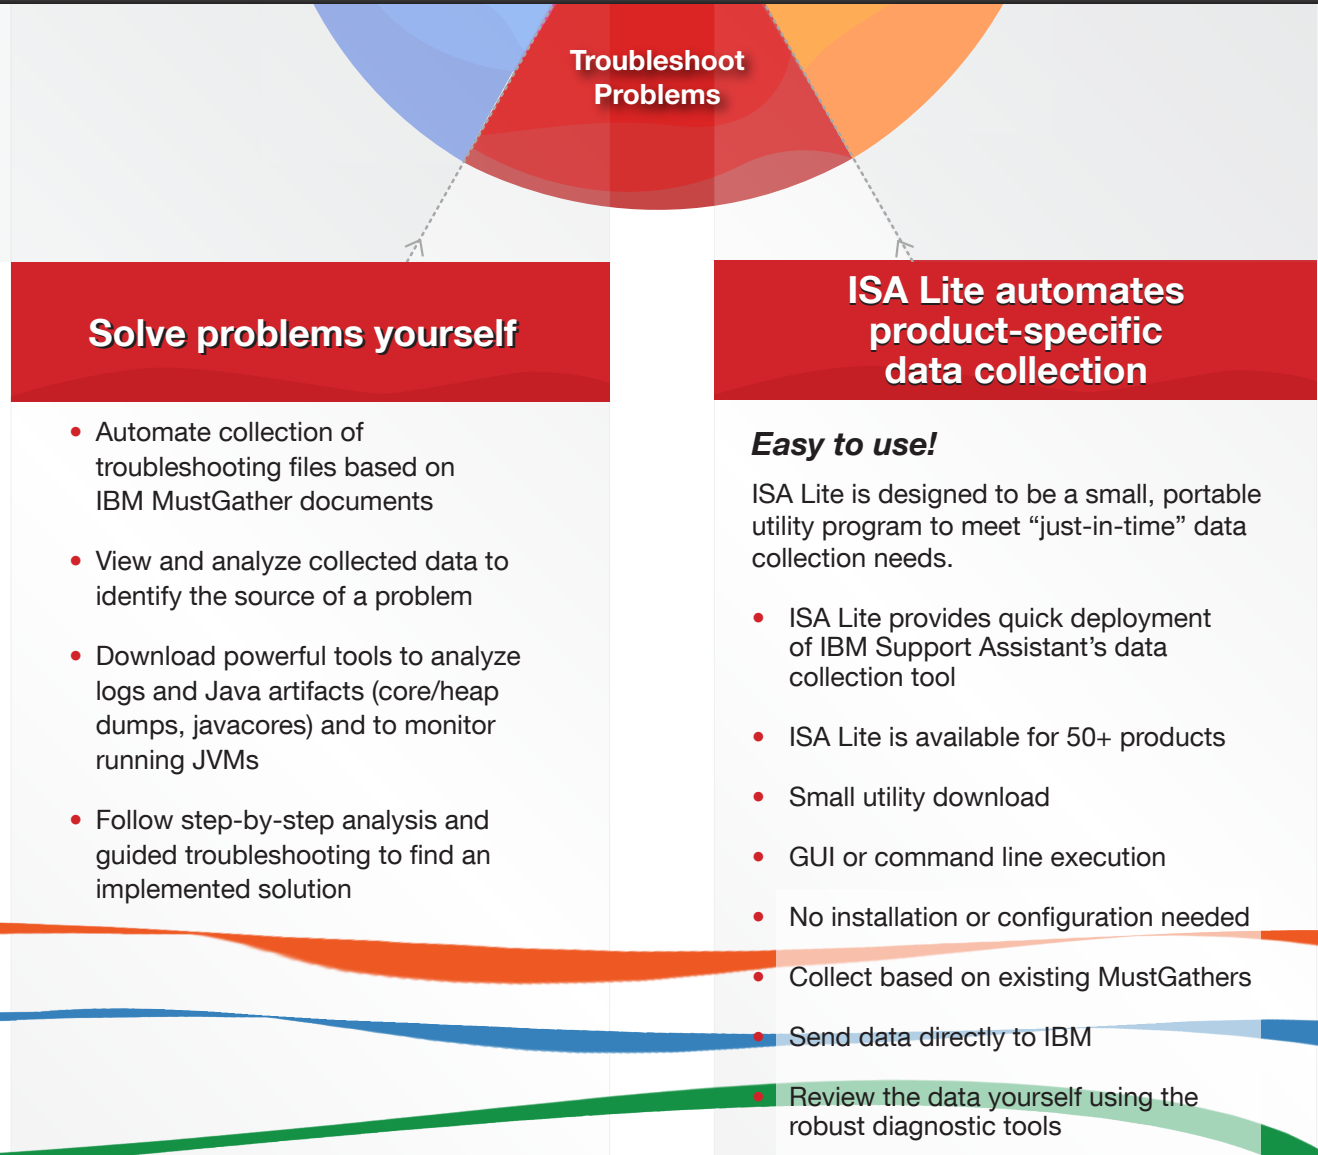 Troubleshoot
Problems
Solve problems yourself
• Automate collection of
troubleshooting files based on
IBM MustGather documents
• View and analyze collected data to
identify the source of a problem
• Download powerful tools to analyze
logs and Java artifacts (core/heap
dumps, javacores) and to monitor
running JVMs
• Follow step-by-step analysis and
guided troubleshooting to find an
implemented solution
ISA Lite automates
product-specific
data collection
Easy to use!
ISA Lite is designed to be a small, portable
utility program to meet “just-in-time” data
collection needs.
• ISA Lite provides quick deployment
of IBM Support Assistant’s data
collection tool
• ISA Lite is available for 50+ products
• Small utility download
• GUI or command line execution
• No installation or configuration needed
• Collect based on existing MustGathers
• Send data directly to IBM
• Review the data yourself using the
robust diagnostic tools